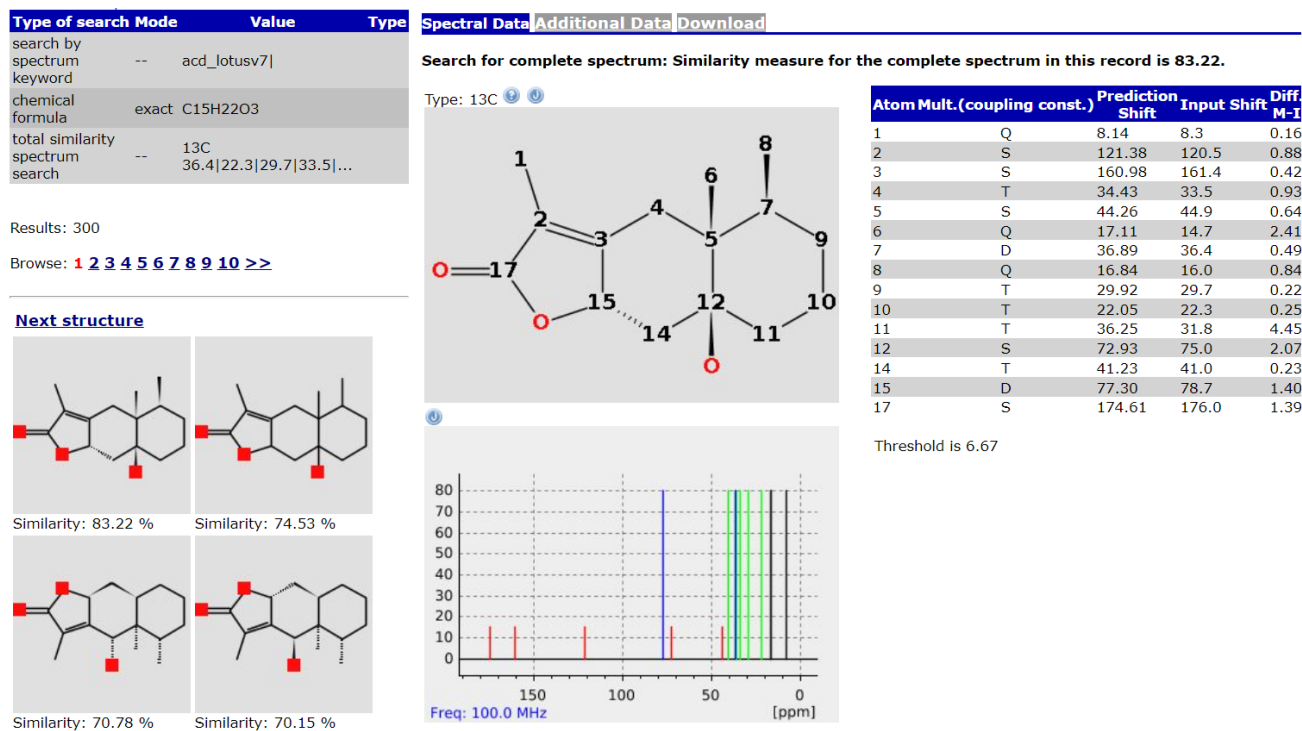 Type of search Mode Value Type
search by spectrum keyword -- acd_lotusv7|
chemical formula exact C15H22O3
total similarity spectrum search -- 13C 36.4|22.3|29.7|33.5|...
Results: 300
Browse: 1 2 3 4 5 6 7 8 9 10 >>
Next structure
Similarity: 83.22 %
Similarity: 74.53 %
Similarity: 70.78 %
Similarity: 70.15 %
Spectral Data Additional Data Download
Search for complete spectrum: Similarity measure for the complete spectrum in this record is 83.22.
Type: 13C
8
1
6
4
7
2
3
5
9
O
17
15
12
10
O
14
11
O
80
70
60
50
40
30
20
10
0
150 100 50 0
Freq: 100.0 MHz [ppm]
Atom Mult.(coupling const.) Prediction Shift Input Shift Diff. M-I
1 Q 8.14 8.3 0.16
2 S 121.38 120.5 0.88
3 S 160.98 161.4 0.42
4 T 34.43 33.5 0.93
5 S 44.26 44.9 0.64
6 Q 17.11 14.7 2.41
7 D 36.89 36.4 0.49
8 Q 16.84 16.0 0.84
9 T 29.92 29.7 0.22
10 T 22.05 22.3 0.25
11 T 36.25 31.8 4.45
12 S 72.93 75.0 2.07
14 T 41.23 41.0 0.23
15 D 77.30 78.7 1.40
17 S 174.61 176.0 1.39
Threshold is 6.67